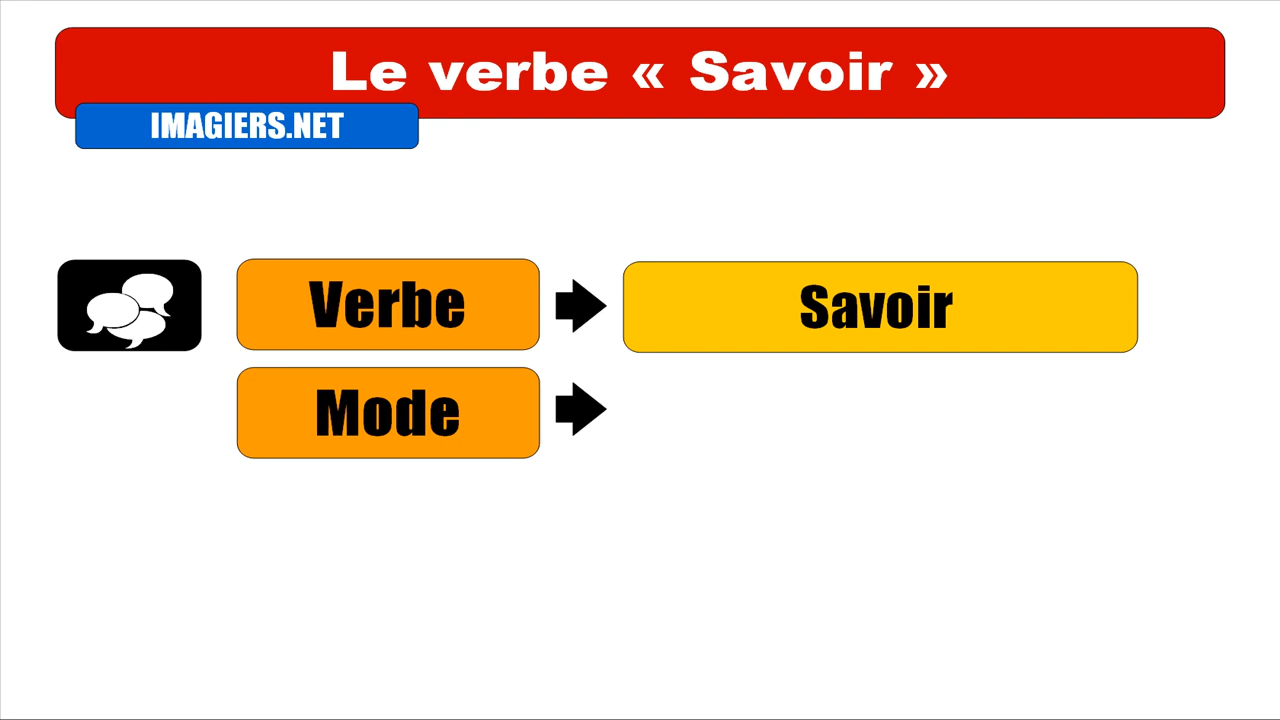 Le verbe « Savoir »
IMAGIERS.NET
Verbe
Savoir
Mode